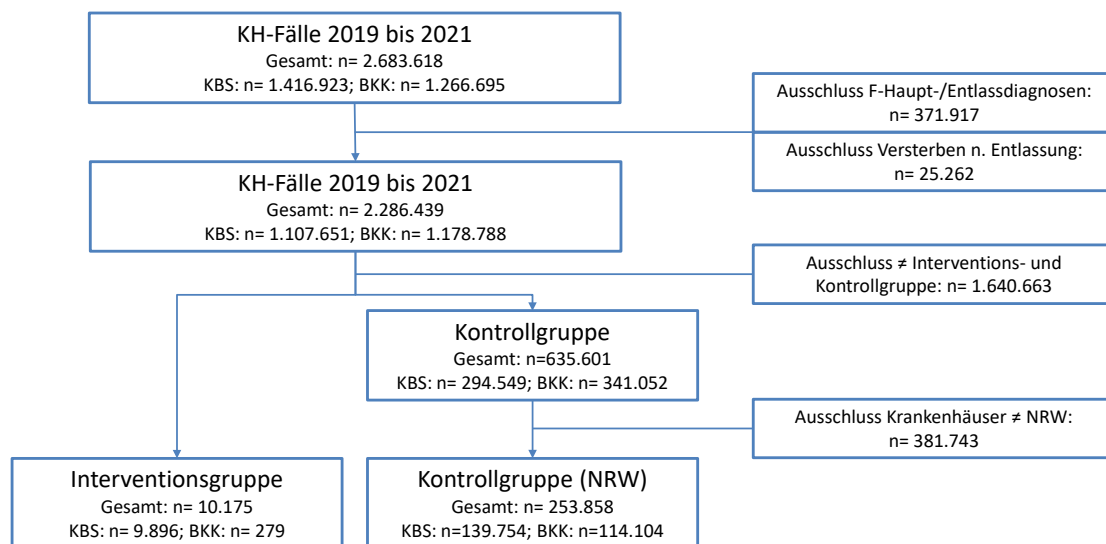 KH-Fälle 2019 bis 2021
Gesamt: n= 2.683.618
KBS: n= 1.416.923; BKK: n= 1.266.695
Ausschluss F-Haupt-/Entlassdiagnosen:
n= 371.917
Ausschluss Versterben n. Entlassung:
n= 25.262
KH-Fälle 2019 bis 2021
Gesamt: n= 2.286.439
KBS: n= 1.107.651; BKK: n= 1.178.788
Ausschluss ≠ Interventions- und
Kontrollgruppe: n= 1.640.663
Kontrollgruppe
Gesamt: n=635.601
KBS: n= 294.549; BKK: n= 341.052
Ausschluss Krankenhäuser ≠ NRW:
n= 381.743
Interventionsgruppe
Gesamt: n= 10.175
KBS: n= 9.896; BKK: n= 279
Kontrollgruppe (NRW)
Gesamt: n= 253.858
KBS: n=139.754; BKK: n=114.104